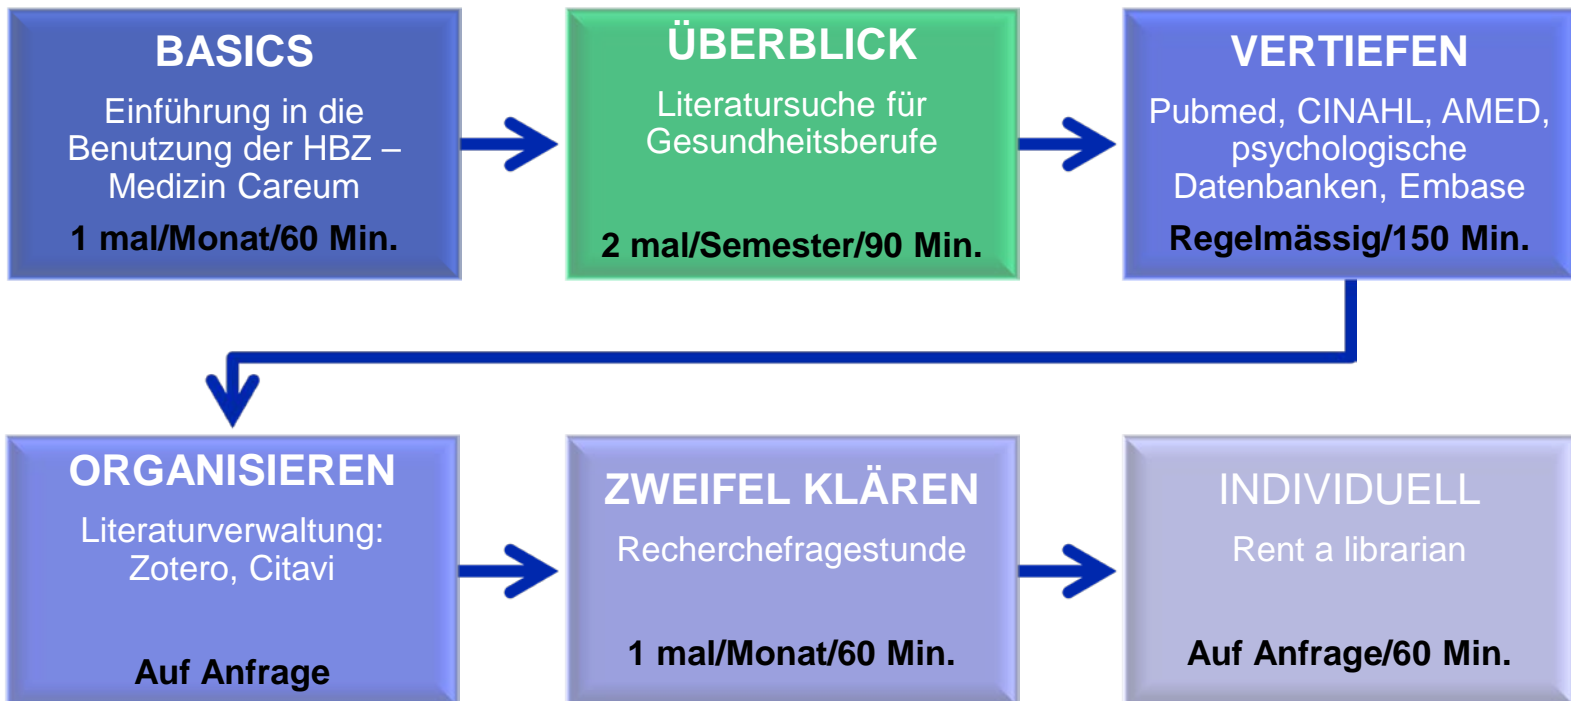 BASICS
Einführung in die
Benutzung der HBZ –
Medizin Careum
1 mal/Monat/60 Min.
ÜBERBLICK
Literatursuche für
Gesundheitsberufe
2 mal/Semester/90 Min.
VERTIEFEN
Pubmed, CINAHL, AMED,
psychologische
Datenbanken, Embase
Regelmässig/150 Min.
ORGANISIEREN
Literaturverwaltung:
Zotero, Citavi
Auf Anfrage
ZWEIFEL KLÄREN
Recherchefragestunde
1 mal/Monat/60 Min.
INDIVIDUELL
Rent a librarian
Auf Anfrage/60 Min.